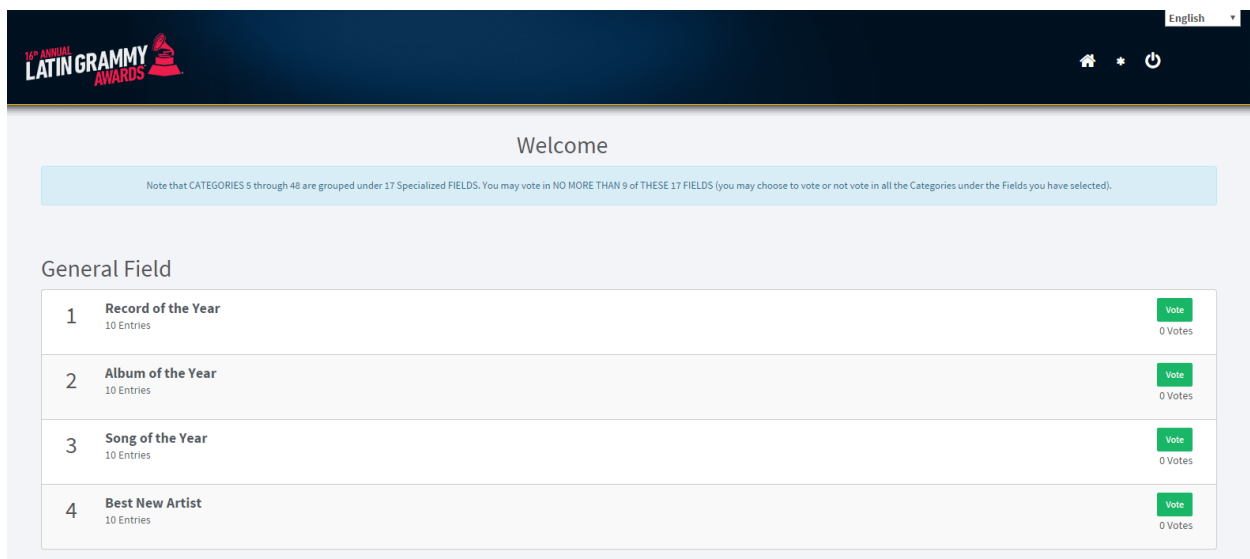 English
16th ANNUAL
LATIN GRAMMY
AWARDS
Welcome
Note that CATEGORIES 5 through 48 are grouped under 17 Specialized FIELDS. You may vote in NO MORE THAN 9 of THESE 17 FIELDS (you may choose to vote or not vote in all the Categories under the Fields you have selected).
General Field
1
Record of the Year
10 Entries
Vote
0 Votes
2
Album of the Year
10 Entries
Vote
0 Votes
3
Song of the Year
10 Entries
Vote
0 Votes
4
Best New Artist
10 Entries
Vote
0 Votes